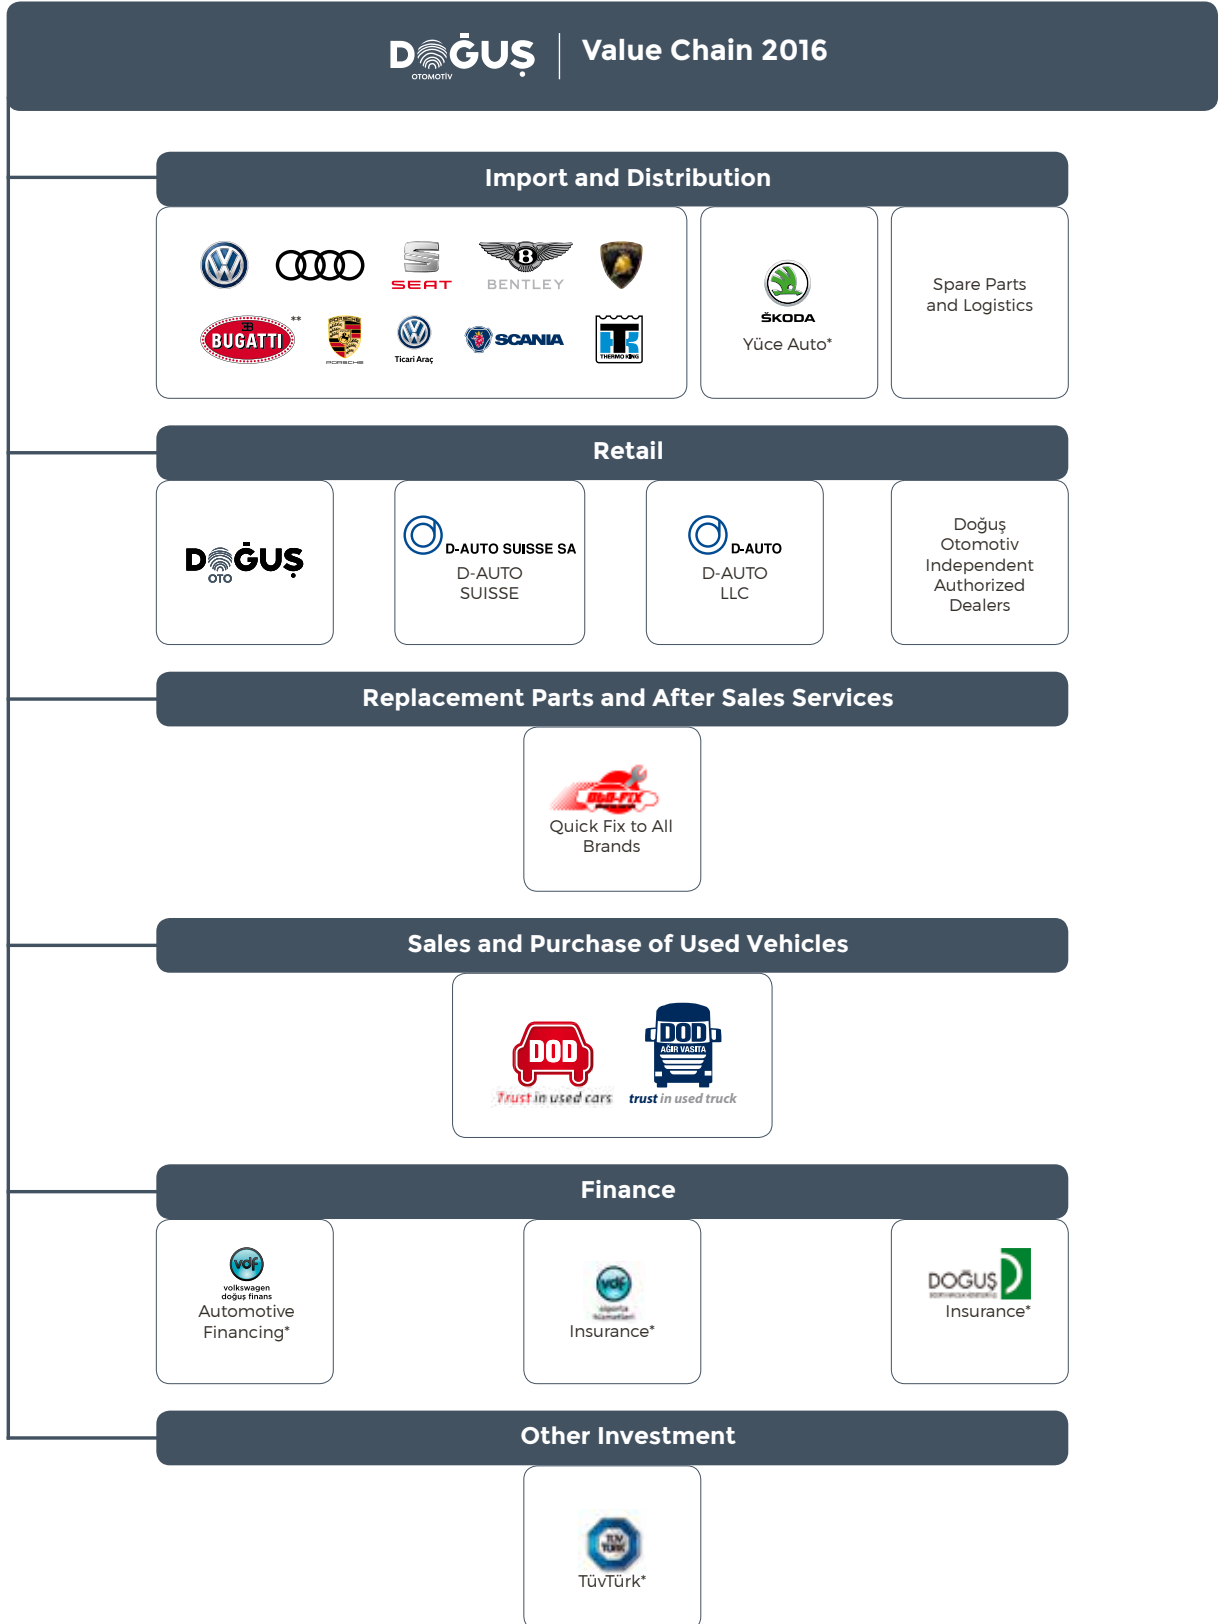 DOĞUŞ
OTOMOTİV
Value Chain 2016
Import and Distribution
SEAT
BENTLEY
BUGATTI
**
PORSCHE
Ticari Araç
SCANIA
THERMO KING
ŠKODA
Yüce Auto*
Spare Parts
and Logistics
Retail
DOĞUŞ
OTO
D-AUTO SUISSE SA
D-AUTO
SUISSE
D-AUTO
D-AUTO
LLC
Doğuş
Otomotiv
Independent
Authorized
Dealers
Replacement Parts and After Sales Services
OtO-FIX
Quick Fix to All
Brands
Sales and Purchase of Used Vehicles
DOD
Trust in used cars
DOD
AĞIR VASITA
trust in used truck
Finance
vdf
volkswagen
doğuş finans
Automotive
Financing*
vdf
sigorta
hizmetleri
Insurance*
DOĞUŞ
Insurance*
Other Investment
TÜV
TÜRK
TüvTürk*